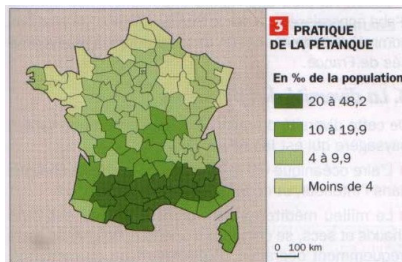 3 PRATIQUE
DE LA PÉTANQUE
En ‰ de la population
20 à 48,2
10 à 19,9
4 à 9,9
Moins de 4
0 100 km